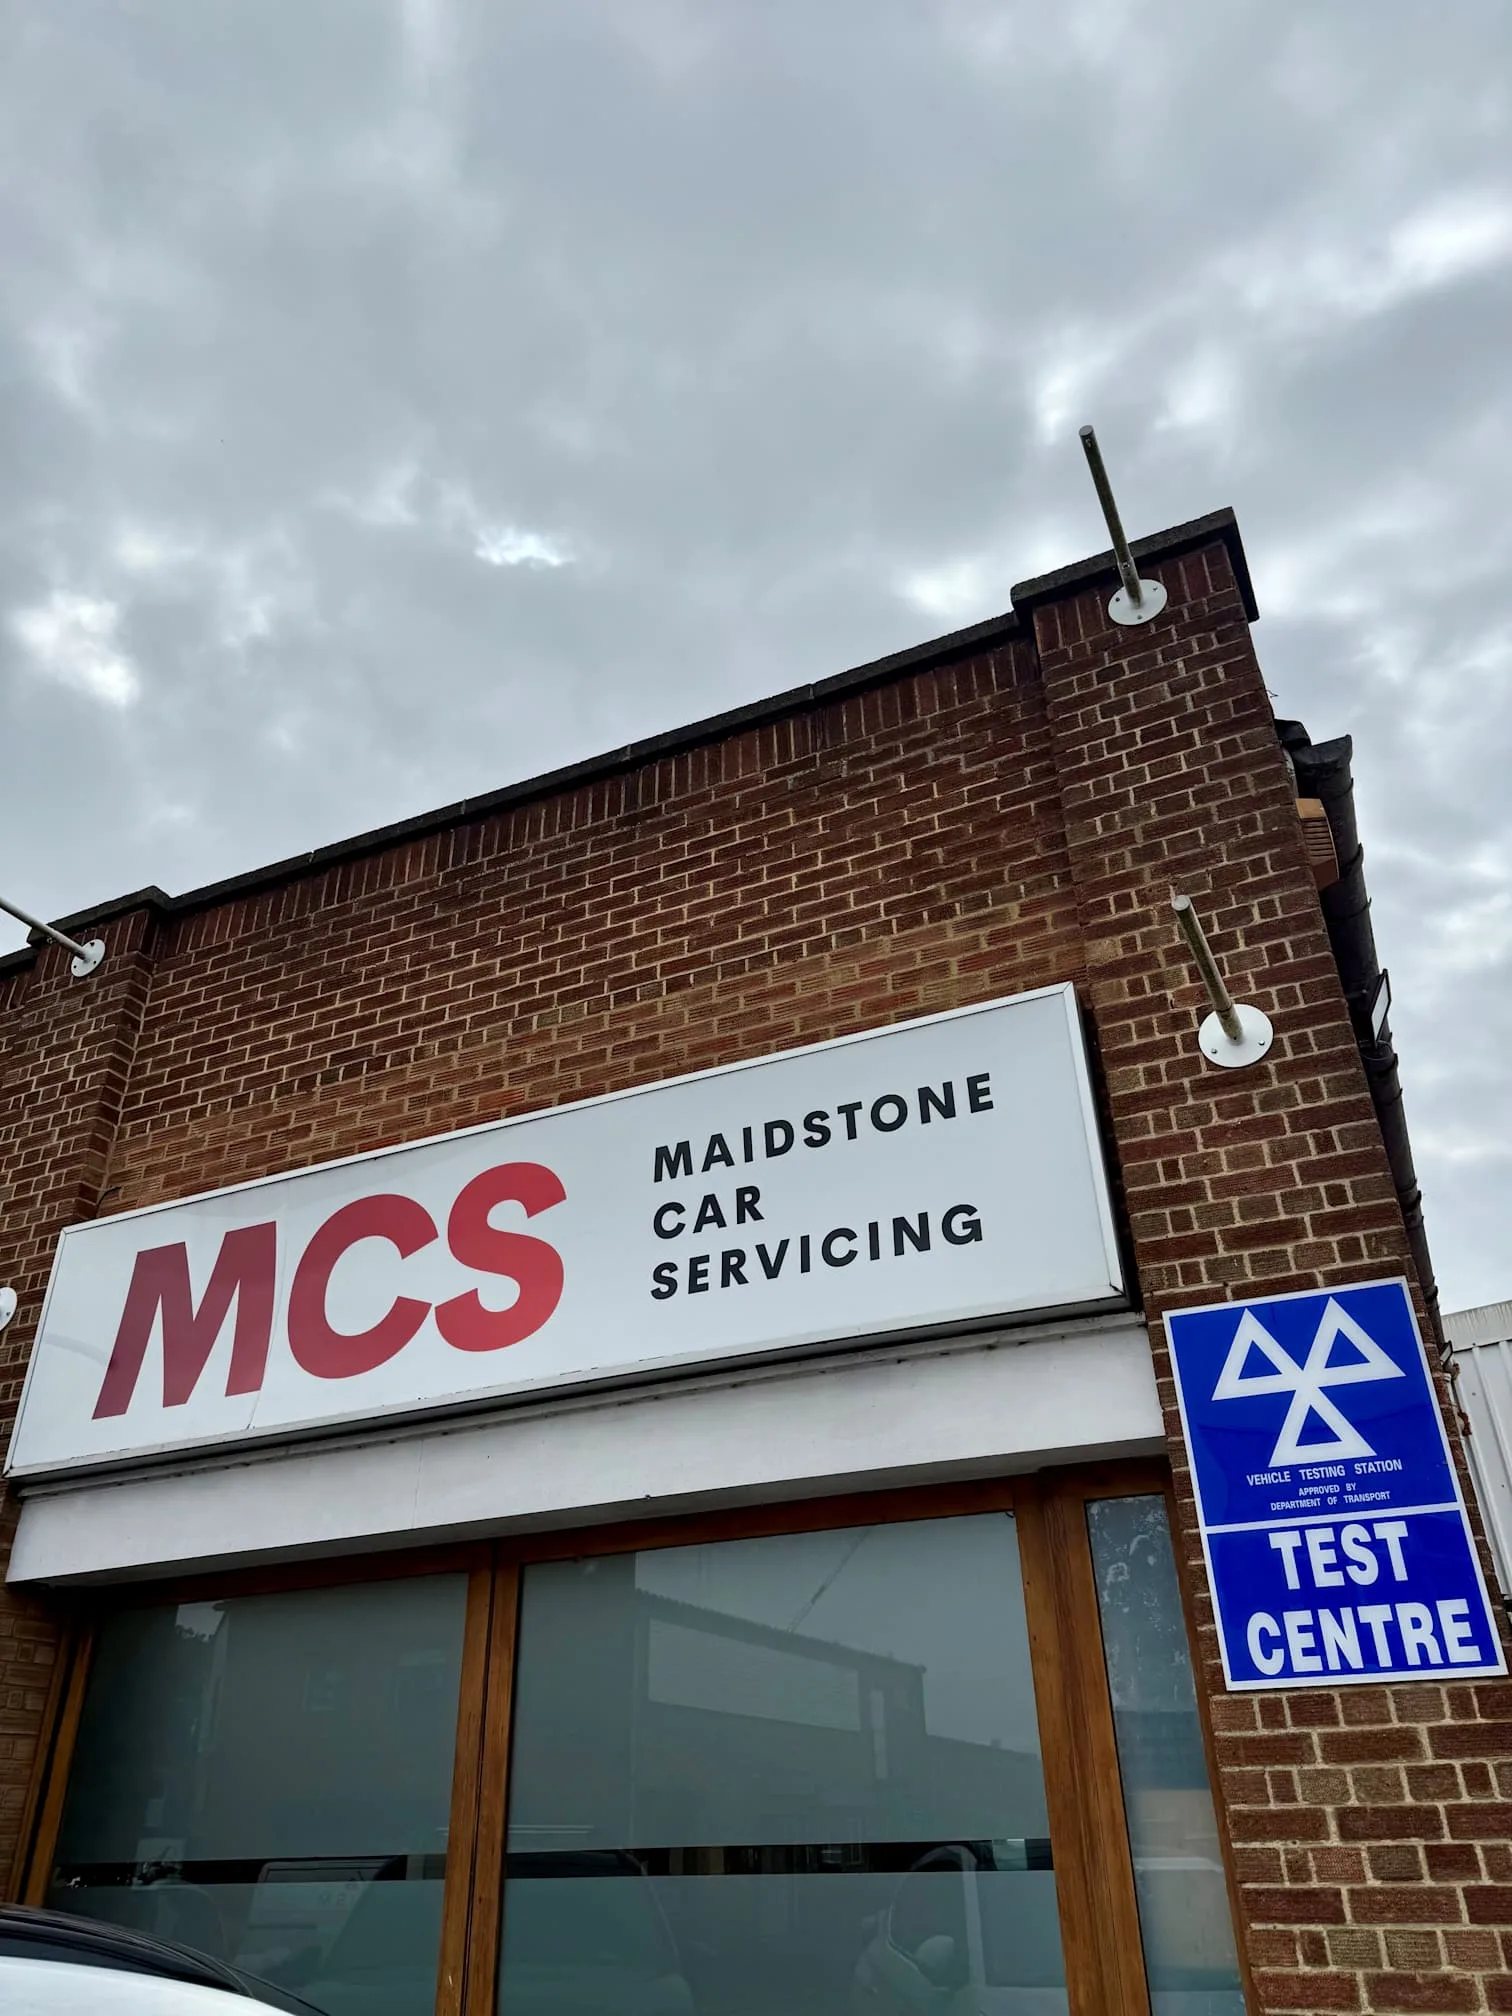 MCS
MAIDSTONE
CAR
SERVICING
VEHICLE TESTING STATION
APPROVED BY
DEPARTMENT OF TRANSPORT
TEST
CENTRE